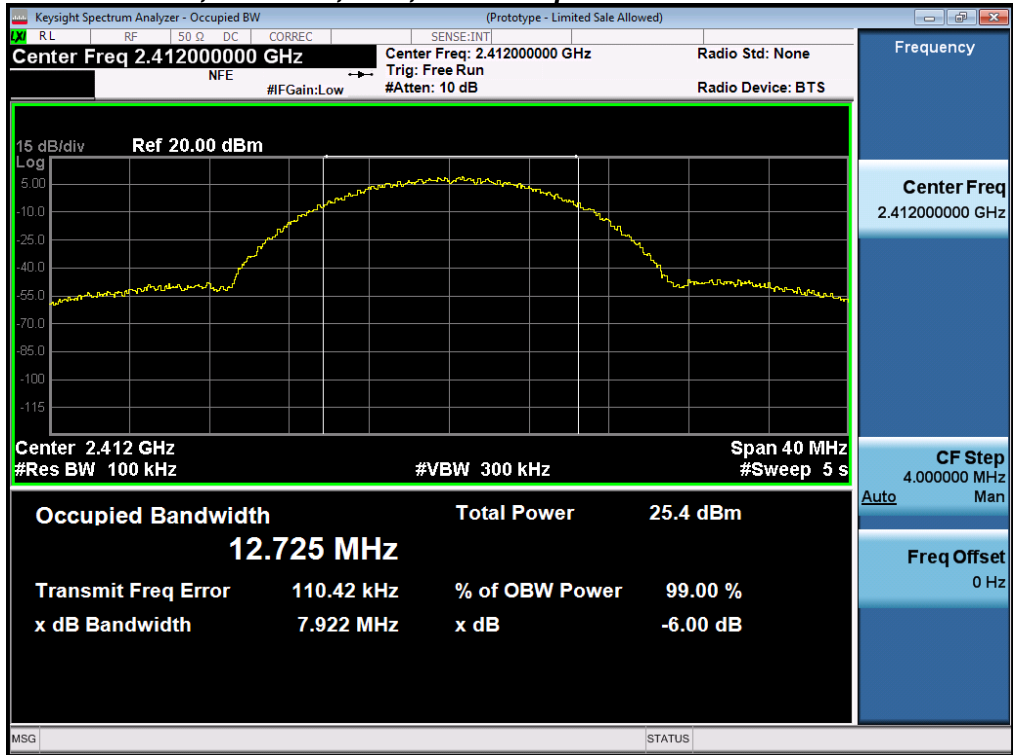 Keysight Spectrum Analyzer - Occupied BW (Prototype - Limited Sale Allowed)
LXI RL RF 50 Ω DC CORREC SENSE:INT
Center Freq 2.412000000 GHz
NFE
#IFGain:Low
Center Freq: 2.412000000 GHz
Trig: Free Run
#Atten: 10 dB
Radio Std: None
Radio Device: BTS
15 dB/div Ref 20.00 dBm
Log
5.00
-10.0
-25.0
-40.0
-55.0
-70.0
-85.0
-100
-115
Center 2.412 GHz Span 40 MHz
#Res BW 100 kHz #VBW 300 kHz #Sweep 5 s
Occupied Bandwidth Total Power 25.4 dBm
12.725 MHz
Transmit Freq Error 110.42 kHz % of OBW Power 99.00 %
x dB Bandwidth 7.922 MHz x dB -6.00 dB
Frequency
Center Freq
2.412000000 GHz
CF Step
4.000000 MHz
Auto Man
Freq Offset
0 Hz
MSG STATUS